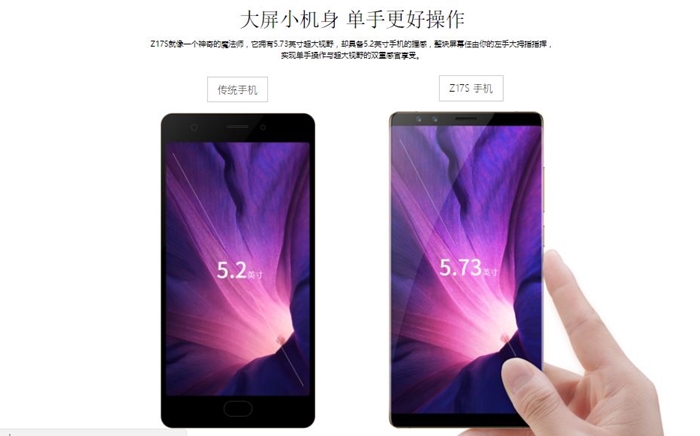 大屏小机身 单手更好操作
Z17S就像一个神奇的魔法师，它拥有5.73英寸超大视野，却具备5.2英寸手机的握感，整块屏幕任由你的左手大拇指指挥，
实现单手操作与超大视野的双重感官享受。
传统手机
Z17S 手机
5.2英寸
5.73英寸